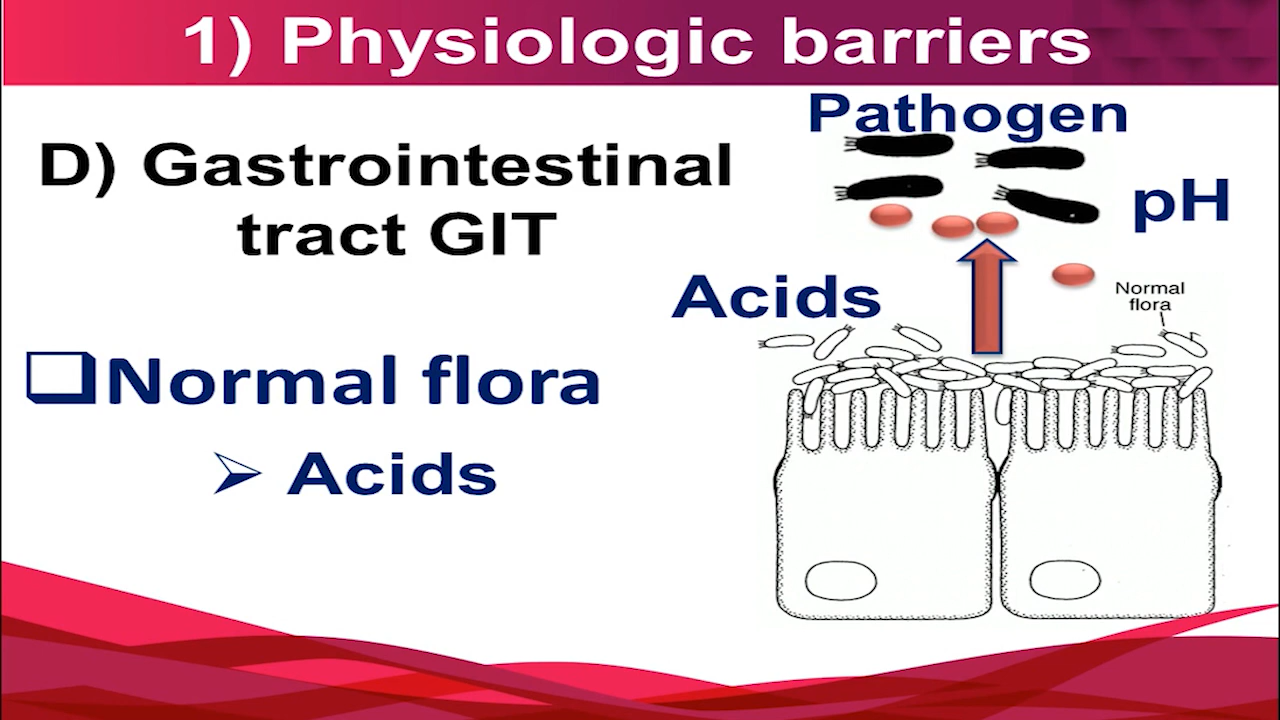 1) Physiologic barriers
D) Gastrointestinal
tract GIT
Normal flora
Acids
Pathogen
pH
Acids
Normal
flora